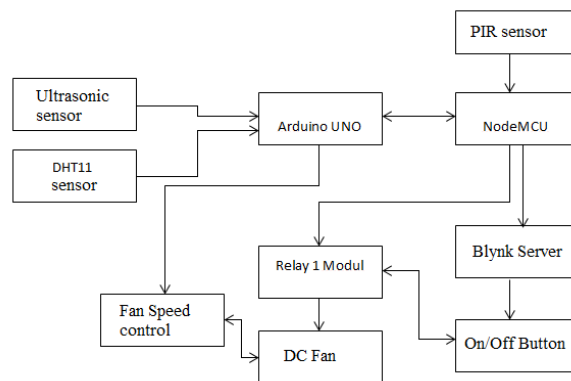 PIR sensor
Ultrasonic
sensor
Arduino UNO
NodeMCU
DHT11
sensor
Relay 1 Modul
Blynk Server
Fan Speed
control
DC Fan
On/Off Button